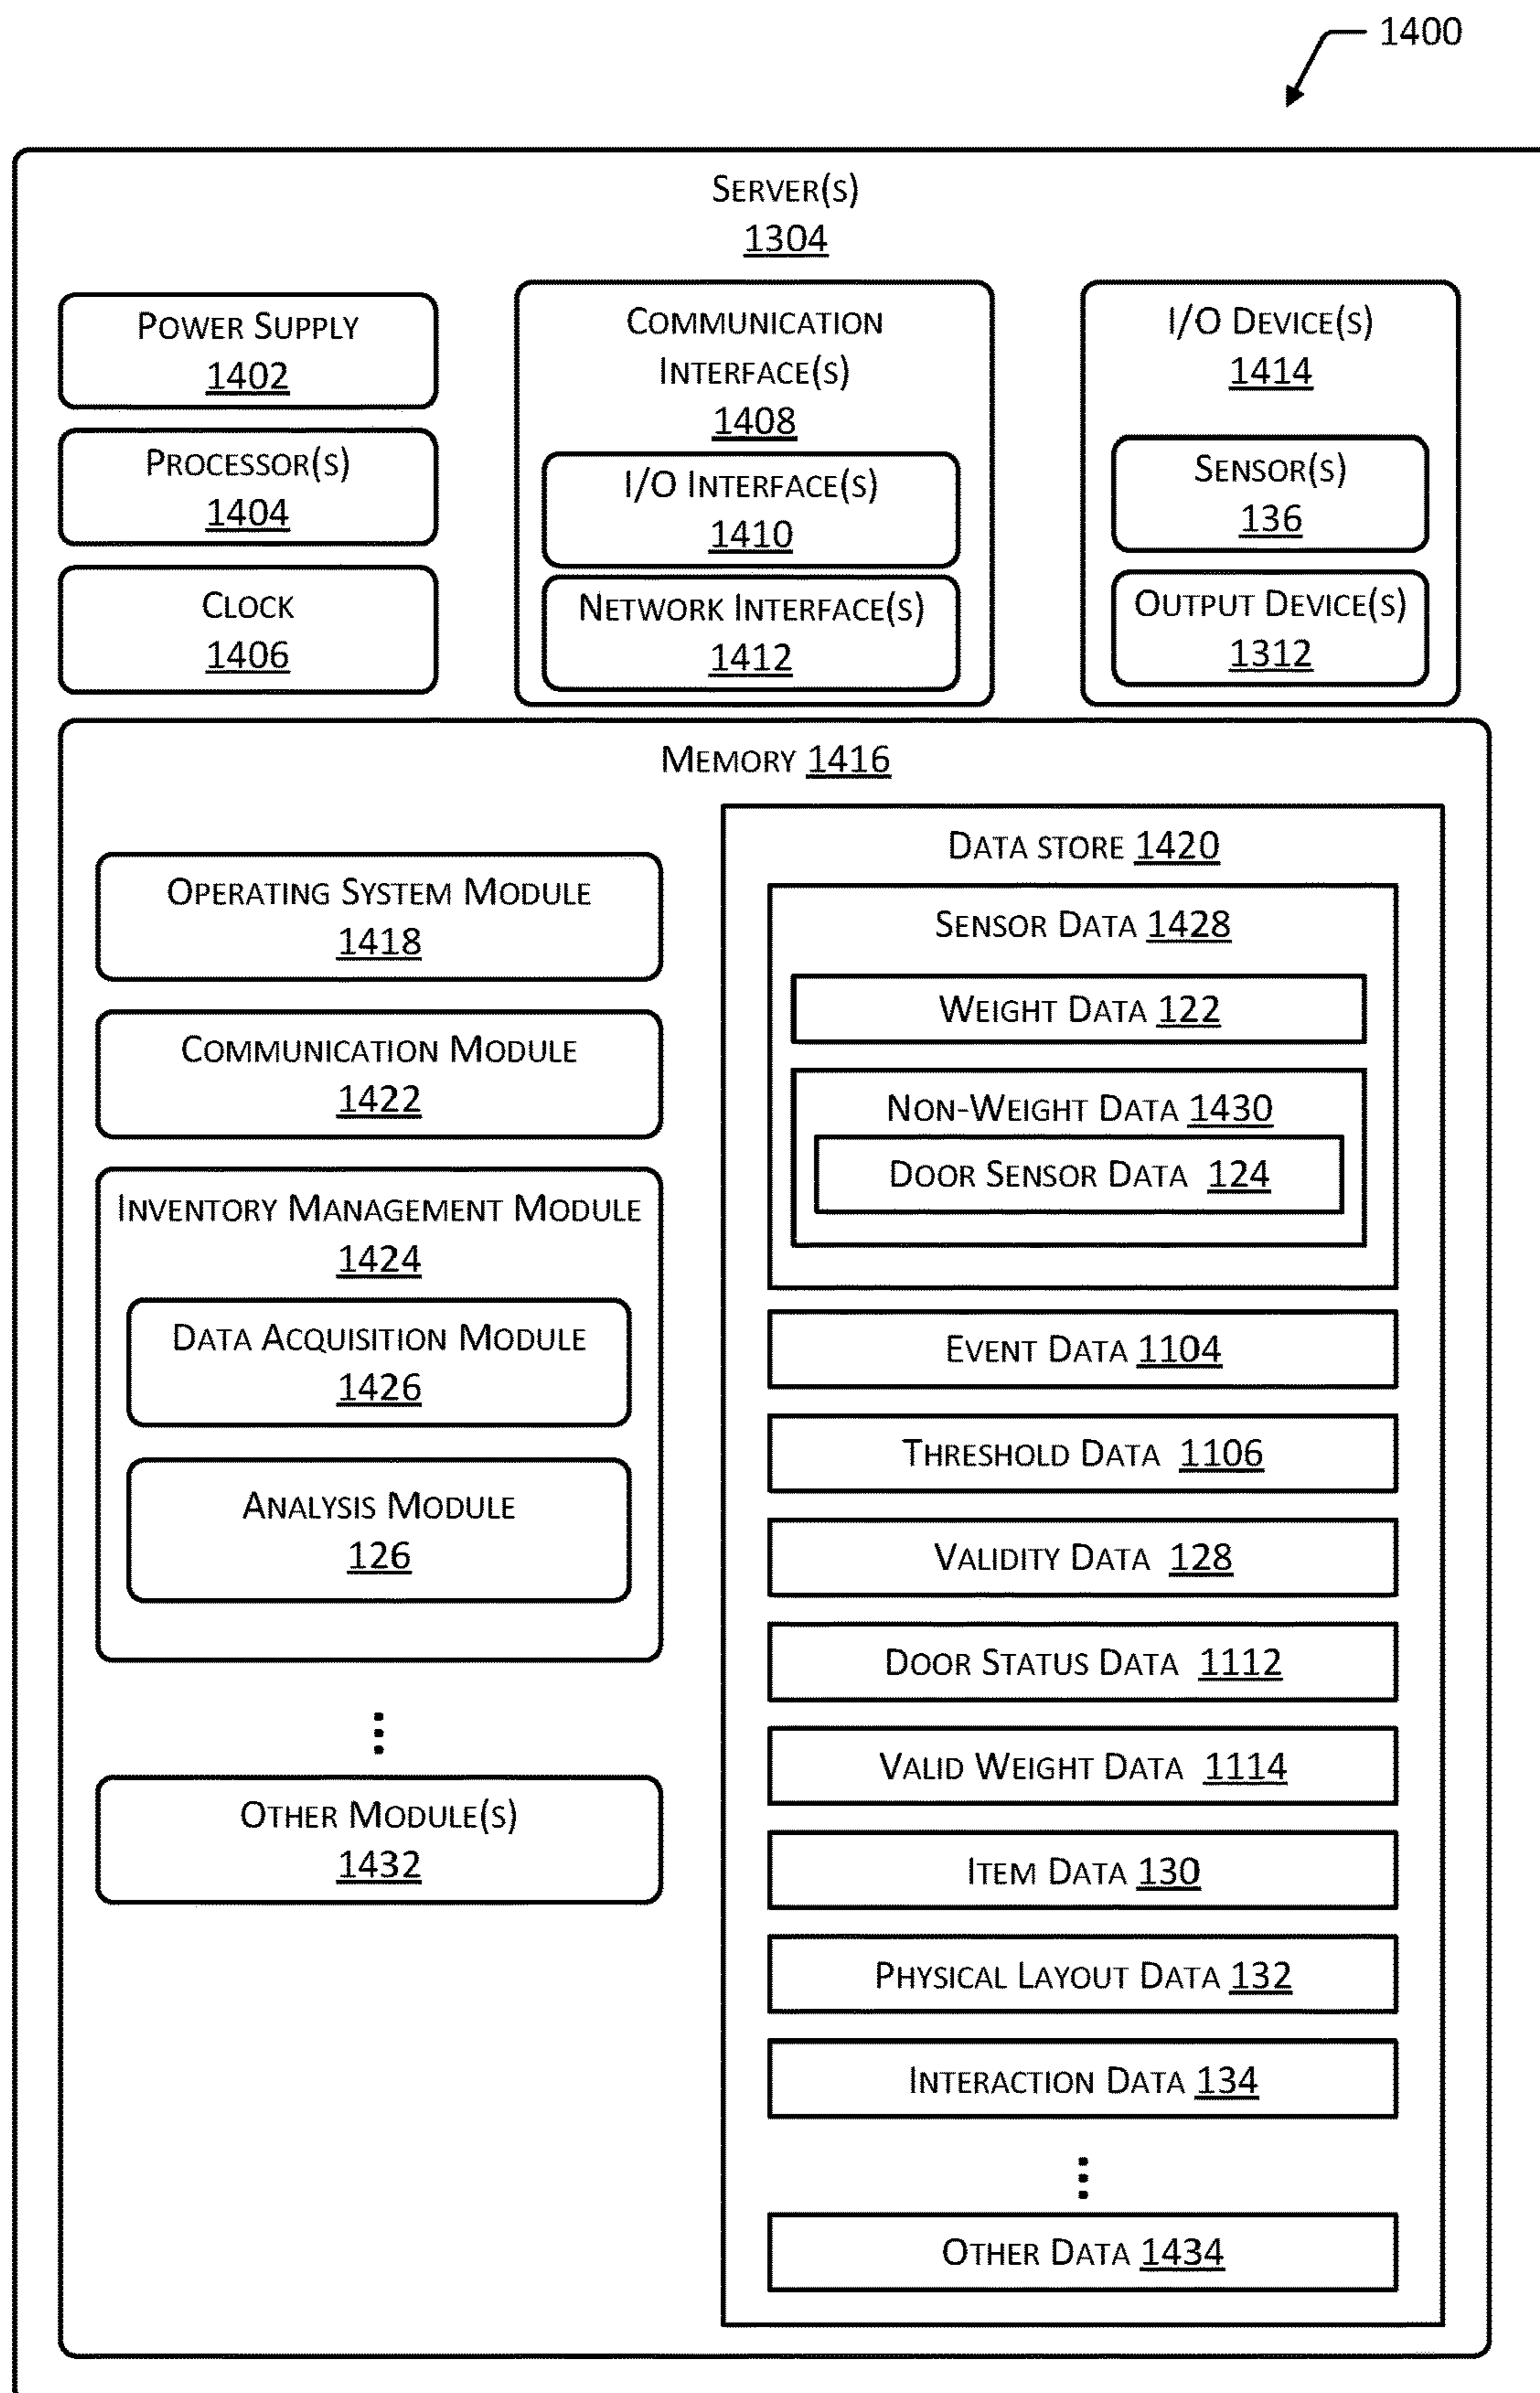 1400
SERVER(S)
1304
POWER SUPPLY
1402
PROCESSOR(S)
1404
CLOCK
1406
COMMUNICATION
INTERFACE(S)
1408
I/O INTERFACE(S)
1410
NETWORK INTERFACE(S)
1412
I/O DEVICE(S)
1414
SENSOR(S)
136
OUTPUT DEVICE(S)
1312
MEMORY 1416
OPERATING SYSTEM MODULE
1418
COMMUNICATION MODULE
1422
INVENTORY MANAGEMENT MODULE
1424
DATA ACQUISITION MODULE
1426
ANALYSIS MODULE
126
OTHER MODULE(S)
1432
DATA STORE 1420
SENSOR DATA 1428
WEIGHT DATA 122
NON-WEIGHT DATA 1430
DOOR SENSOR DATA 124
EVENT DATA 1104
THRESHOLD DATA 1106
VALIDITY DATA 128
DOOR STATUS DATA 1112
VALID WEIGHT DATA 1114
ITEM DATA 130
PHYSICAL LAYOUT DATA 132
INTERACTION DATA 134
OTHER DATA 1434